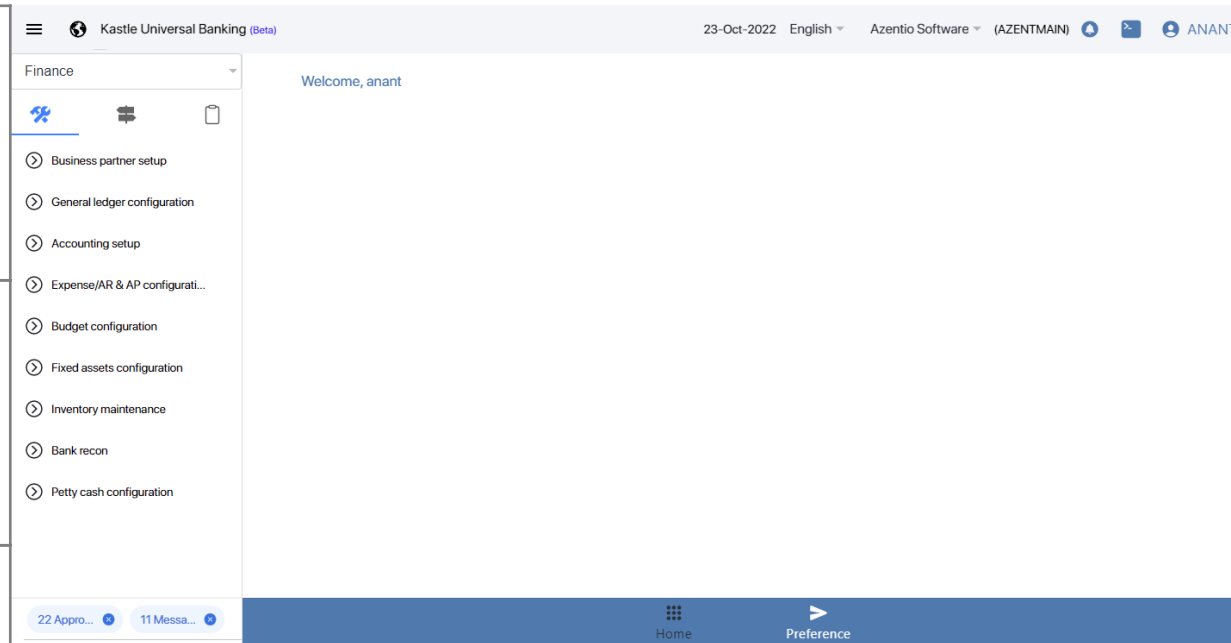 Kastle Universal Banking (Beta) 23-Oct-2022 English Azentio Software (AZENTMAIN) ANANT
Finance
Welcome, anant
Business partner setup
General ledger configuration
Accounting setup
Expense/AR & AP configurati...
Budget configuration
Fixed assets configuration
Inventory maintenance
Bank recon
Petty cash configuration
22 Appro... 11 Messa...
Home Preference